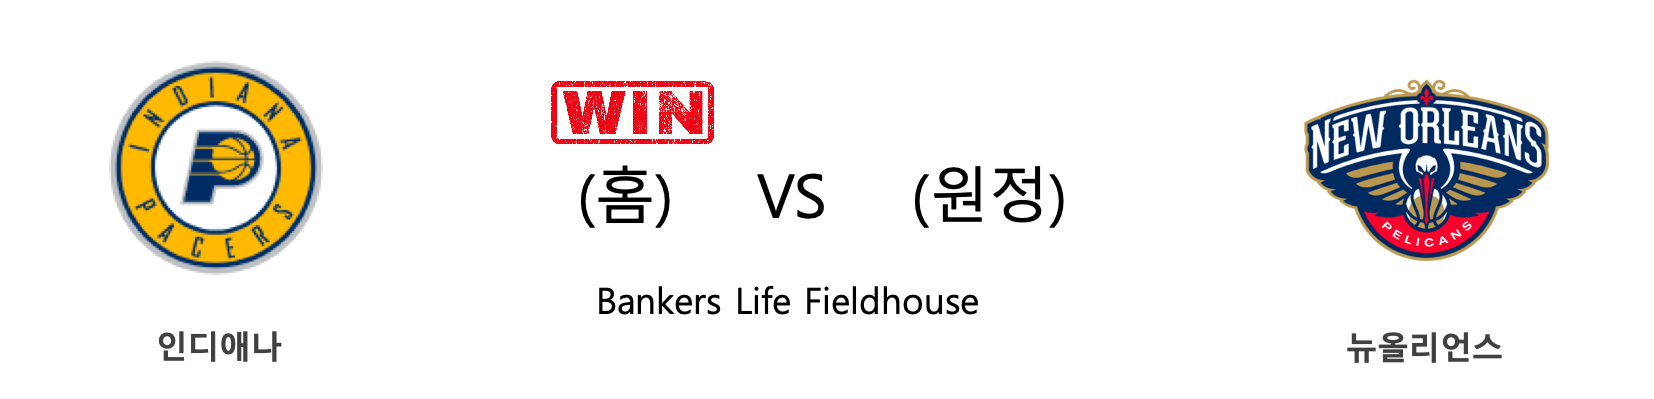 INDIANA
PACERS
WIN
(홈) VS (원정)
Bankers Life Fieldhouse
인디애나
NEW ORLEANS
PELICANS
뉴올리언스